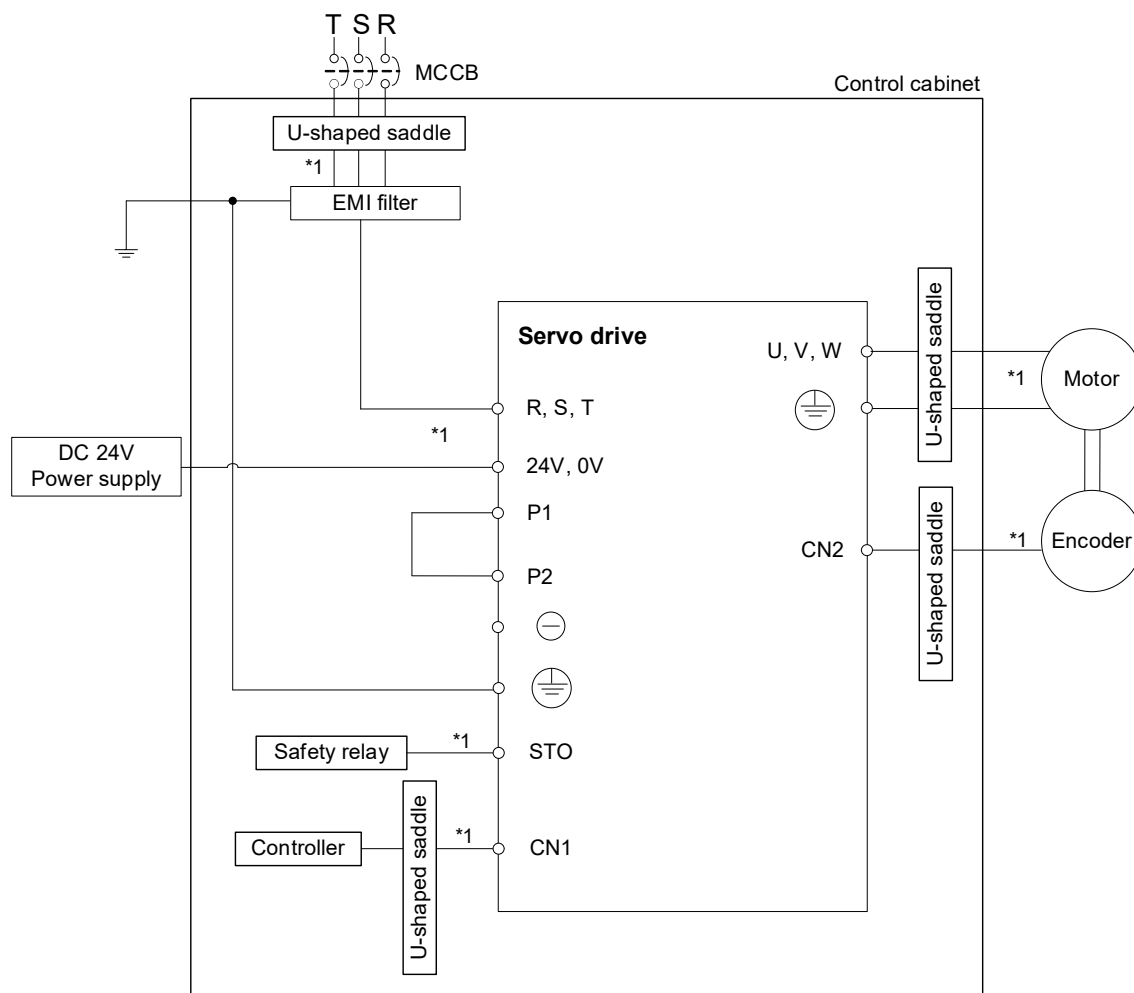 T S R
MCCB
Control cabinet
U-shaped saddle
*1
EMI filter
Servo drive
U, V, W
U-shaped saddle
*1
Motor
R, S, T
*1
DC 24V
Power supply
24V, 0V
P1
P2
CN2
U-shaped saddle
*1
Encoder
Safety relay
*1
STO
Controller
U-shaped saddle
*1
CN1